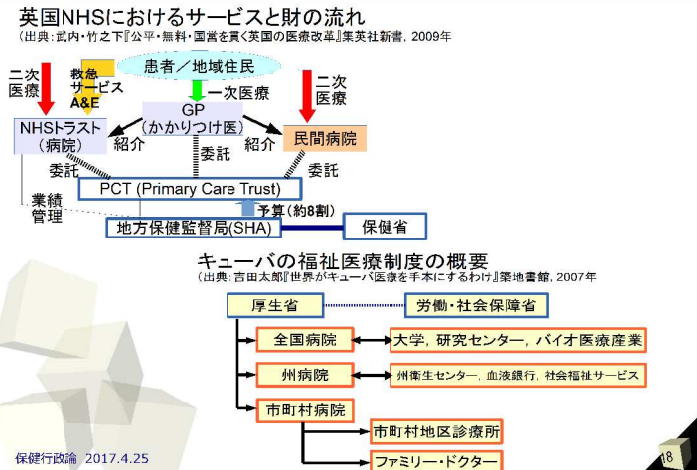 英国NHSにおけるサービスと財の流れ
(出典:武内・竹之下『公平・無料・国営を貫く英国の医療改革』集英社新書, 2009年
患者／地域住民
二次
医療
救急
サービス
A&E
一次医療
二次
医療
GP
(かかりつけ医)
NHSトラスト
(病院)
紹介
紹介
民間病院
委託
委託
委託
PCT (Primary Care Trust)
業績
管理
予算(約8割)
地方保健監督局(SHA)
保健省
キューバの福祉医療制度の概要
(出典:吉田太郎『世界がキューバ医療を手本にするわけ』築地書館, 2007年
厚生省
労働・社会保障省
全国病院
大学, 研究センター, バイオ医療産業
州病院
州衛生センター, 血液銀行, 社会福祉サービス
市町村病院
市町村地区診療所
ファミリー・ドクター
保健行政論 2017.4.25
18